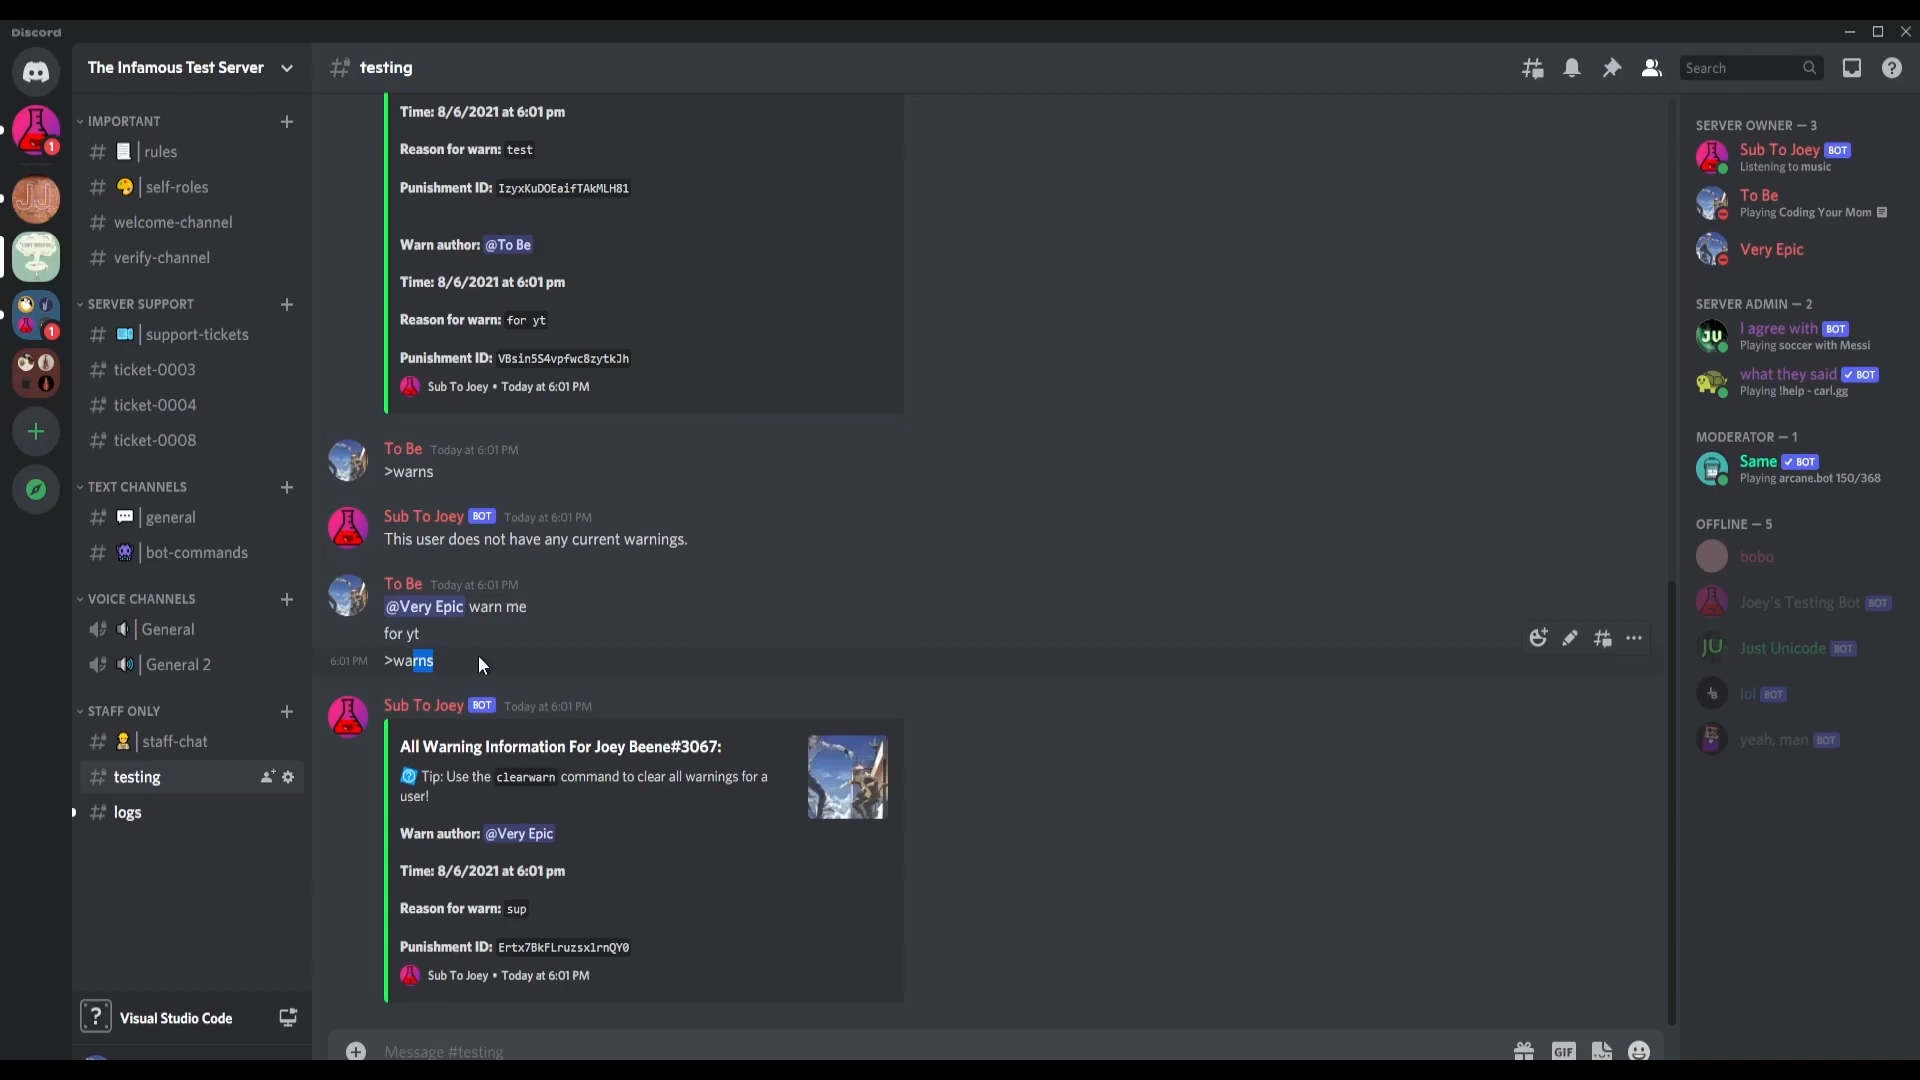 Discord
The Infamous Test Server
IMPORTANT
rules
self-roles
welcome-channel
verify-channel
SERVER SUPPORT
support-tickets
ticket-0003
ticket-0004
ticket-0008
TEXT CHANNELS
general
bot-commands
VOICE CHANNELS
General
General 2
STAFF ONLY
staff-chat
testing
logs
Visual Studio Code
1
1
JJ
testing
Search
Time: 8/6/2021 at 6:01 pm
Reason for warn: test
Punishment ID: IzyxKuDOEaifTAkMLH81
Warn author: @To Be
Time: 8/6/2021 at 6:01 pm
Reason for warn: for yt
Punishment ID: VBsin5S4vpfwc8zytkJh
Sub To Joey • Today at 6:01 PM
To Be Today at 6:01 PM
>warns
Sub To Joey BOT Today at 6:01 PM
This user does not have any current warnings.
To Be Today at 6:01 PM
@Very Epic warn me
for yt
6:01 PM >warns
Sub To Joey BOT Today at 6:01 PM
All Warning Information For Joey Beene#3067:
Tip: Use the clearwarn command to clear all warnings for a
user!
Warn author: @Very Epic
Time: 8/6/2021 at 6:01 pm
Reason for warn: sup
Punishment ID: Ertx7BkFLruzsxlrnQY0
Sub To Joey • Today at 6:01 PM
Message #testing
GIF
SERVER OWNER — 3
Sub To Joey BOT
Listening to music
To Be
Playing Coding Your Mom
Very Epic
SERVER ADMIN — 2
JU
I agree with BOT
Playing soccer with Messi
what they said ✓ BOT
Playing !help - carl.gg
MODERATOR — 1
Same ✓ BOT
Playing arcane.bot 150/368
OFFLINE — 5
bobo
Joey's Testing Bot BOT
JU
Just Unicode BOT
lol BOT
yeah, man BOT